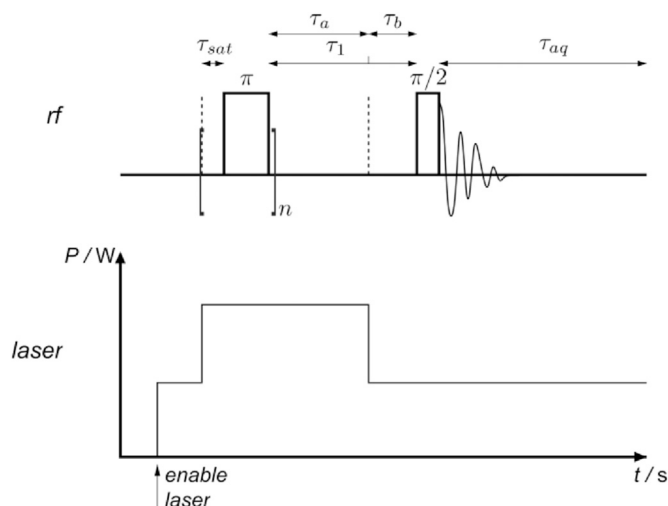 τ_a τ_b
τ_sat τ_1 τ_aq
π π/2
rf
n
P / W
laser
enable t / s
laser